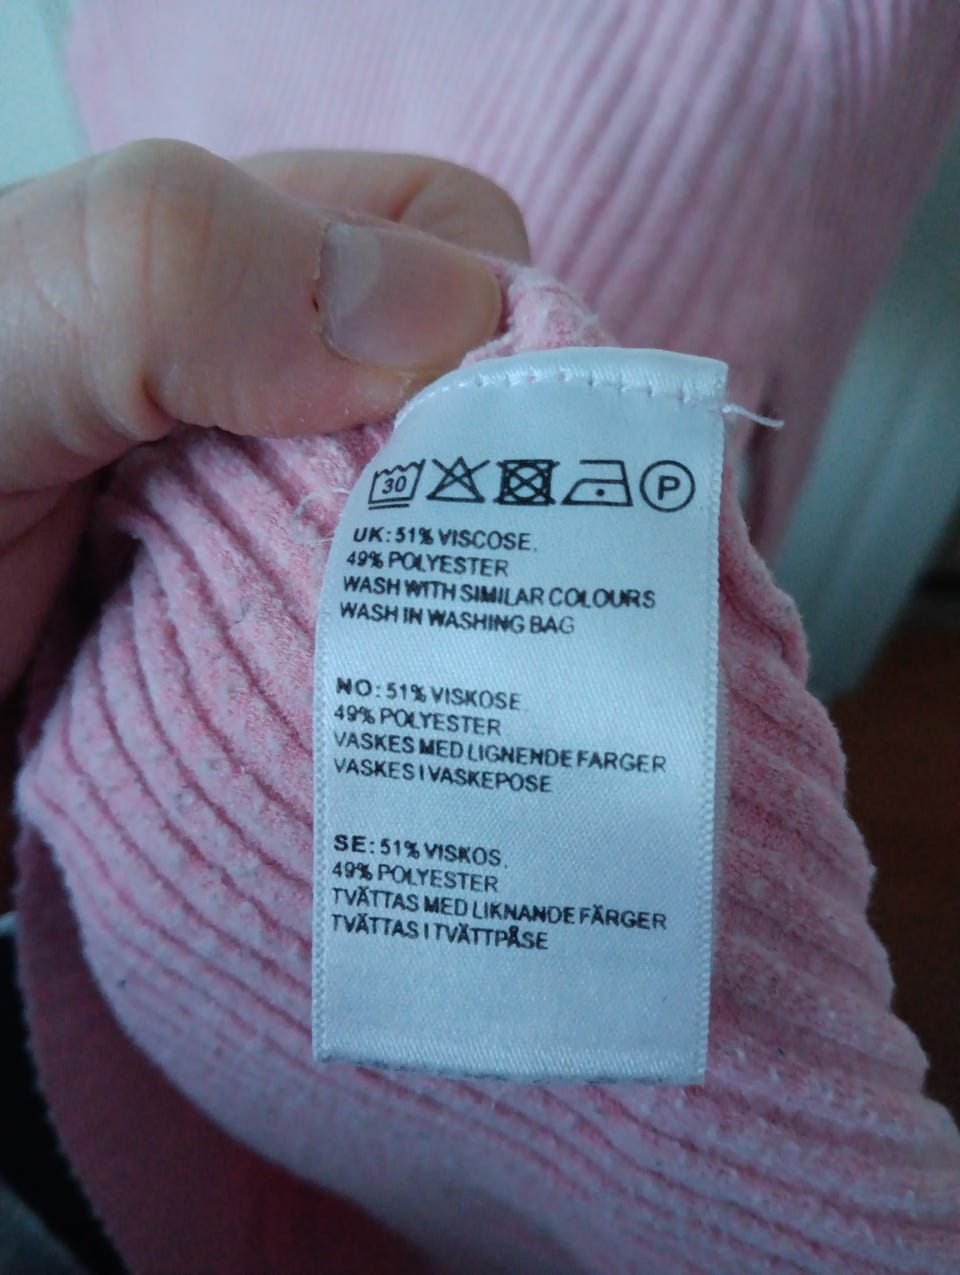 30 P
UK: 51% VISCOSE,
49% POLYESTER
WASH WITH SIMILAR COLOURS
WASH IN WASHING BAG
NO: 51% VISKOSE
49% POLYESTER
VASKES MED LIGNENDE FARGER
VASKES I VASKEPOSE
SE: 51% VISKOS,
49% POLYESTER
TVÄTTAS MED LIKNANDE FÄRGER
TVÄTTAS I TVÄTTPÅSE